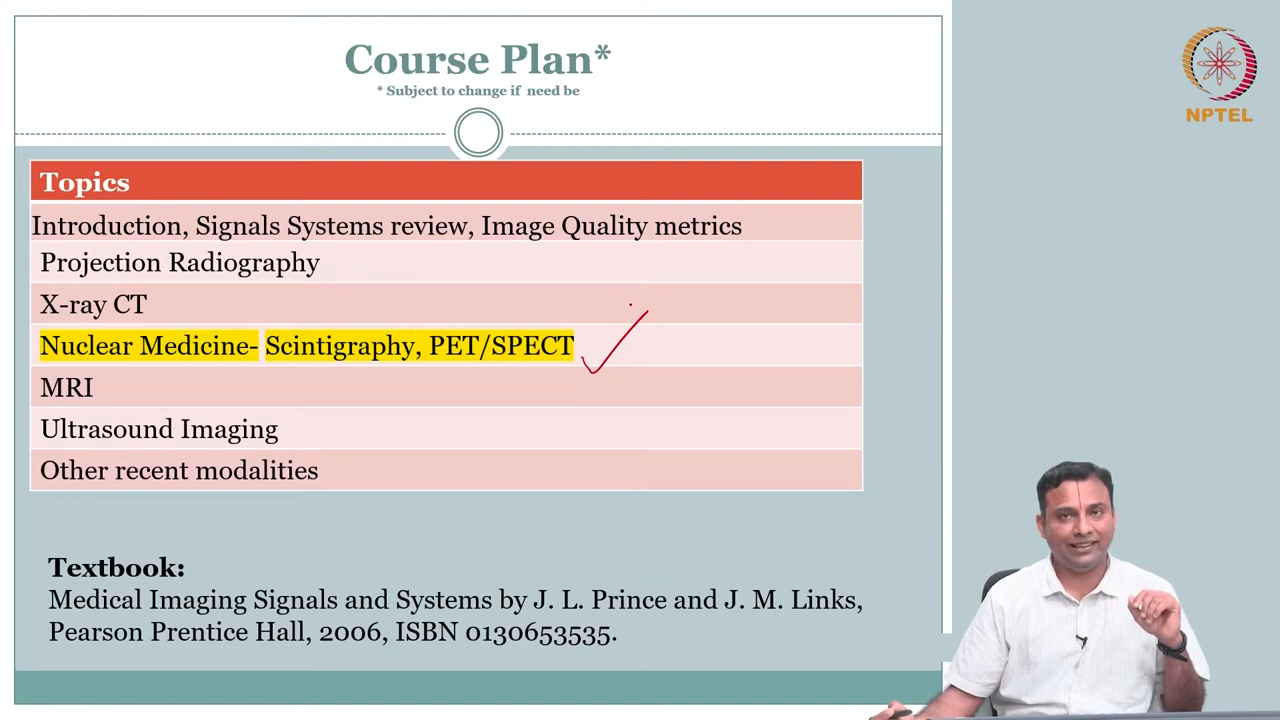 Course Plan*
* Subject to change if need be
NPTEL
Topics
Introduction, Signals Systems review, Image Quality metrics
Projection Radiography
X-ray CT
Nuclear Medicine- Scintigraphy, PET/SPECT
MRI
Ultrasound Imaging
Other recent modalities
Textbook:
Medical Imaging Signals and Systems by J. L. Prince and J. M. Links,
Pearson Prentice Hall, 2006, ISBN 0130653535.